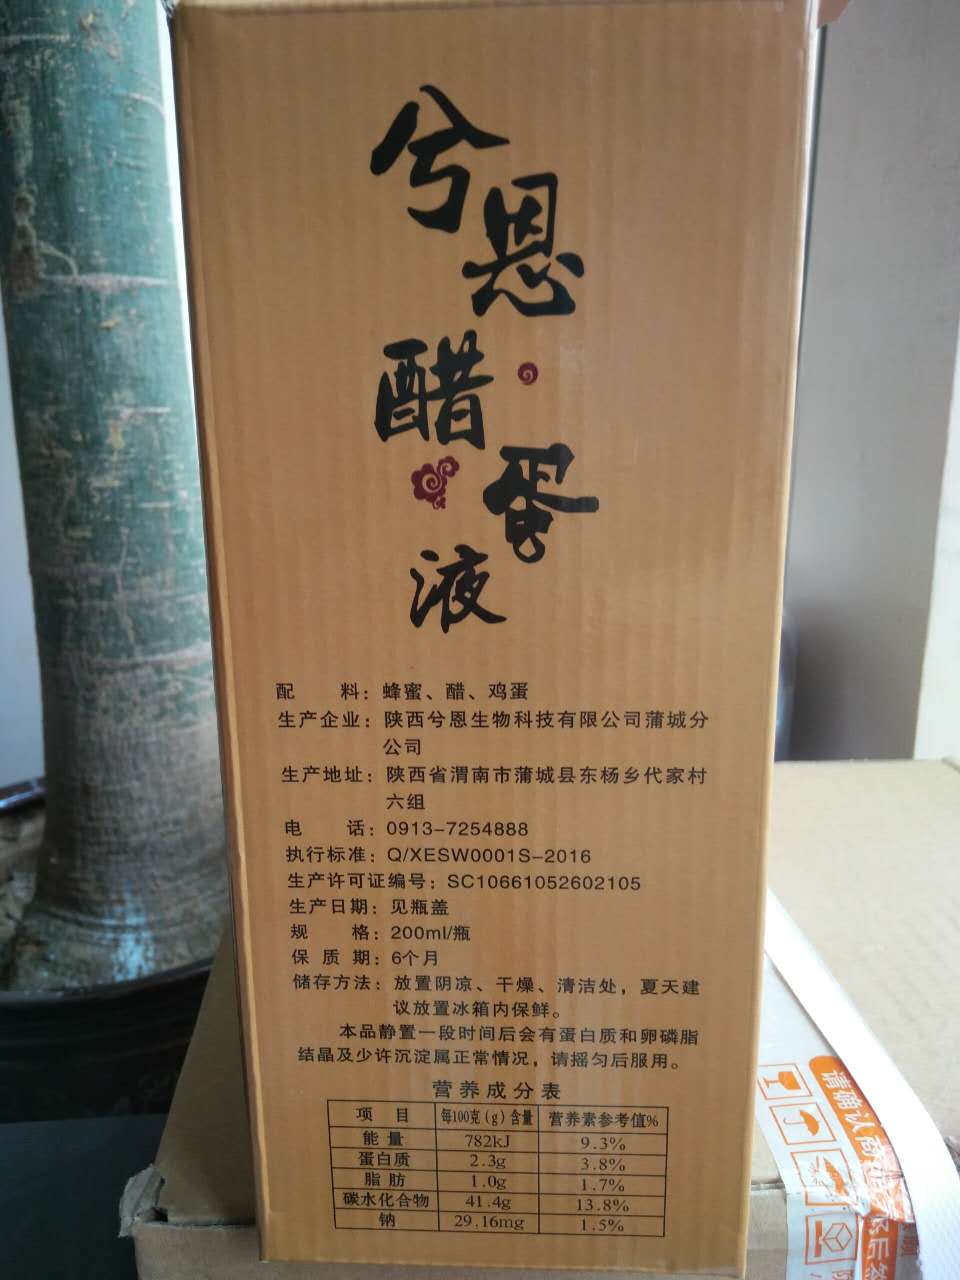 兮恩
醋蛋
液
配 料：蜂蜜、醋、鸡蛋
生产企业：陕西兮恩生物科技有限公司蒲城分
公司
生产地址：陕西省渭南市蒲城县东杨乡代家村
六组
电 话：0913-7254888
执行标准：Q/XESW0001S-2016
生产许可证编号：SC10661052602105
生产日期：见瓶盖
规 格：200ml/瓶
保 质 期：6个月
储存方法：放置阴凉、干燥、清洁处，夏天建
议放置冰箱内保鲜。
本品静置一段时间后会有蛋白质和卵磷脂
结晶及少许沉淀属正常情况，请摇匀后服用。
营养成分表
项 目 每100克（g）含量 营养素参考值%
能 量 782kJ 9.3%
蛋白质 2.3g 3.8%
脂 肪 1.0g 1.7%
碳水化合物 41.4g 13.8%
钠 29.16mg 1.5%
请确认商